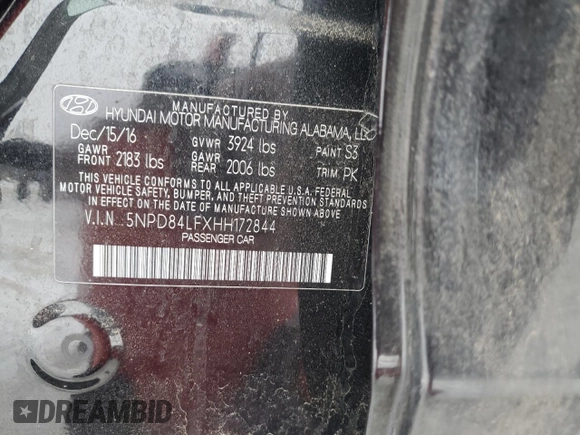 MANUFACTURED BY
HYUNDAI MOTOR MANUFACTURING ALABAMA, LLC
Dec/15/16 GVWR 3924 lbs PAINT S3
GAWR FRONT 2183 lbs GAWR REAR 2006 lbs TRIM PK
THIS VEHICLE CONFORMS TO ALL APPLICABLE U.S.A. FEDERAL
MOTOR VEHICLE SAFETY, BUMPER, AND THEFT PREVENTION STANDARDS
IN EFFECT ON THE DATE OF MANUFACTURE SHOWN ABOVE.
V.I.N 5NPD84LFXHH172844
PASSENGER CAR
DREAMBID